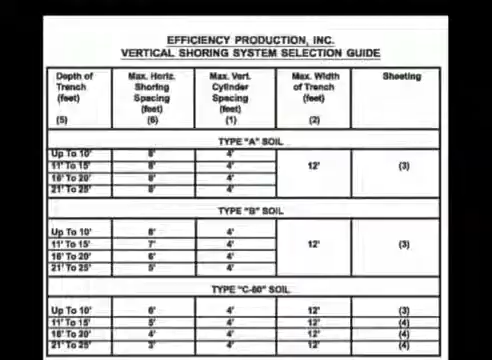 EFFICIENCY PRODUCTION, INC.
VERTICAL SHORING SYSTEM SELECTION GUIDE
Depth of Trench (feet) (5) Max. Horiz. Shoring Spacing (feet) (6) Max. Vert. Cylinder Spacing (feet) (1) Max. Width of Trench (feet) (2) Sheeting
TYPE "A" SOIL
Up To 10' 8' 4'
11' To 15' 8' 4' 12' (3)
16' To 20' 8' 4'
21' To 25' 8' 4'
TYPE "B" SOIL
Up To 10' 8' 4'
11' To 15' 7' 4' 12' (3)
16' To 20' 6' 4'
21' To 25' 5' 4'
TYPE "C-60" SOIL
Up To 10' 6' 4' 12' (3)
11' To 15' 5' 4' 12' (4)
16' To 20' 4' 4' 12' (4)
21' To 25' 3' 4' 12' (4)